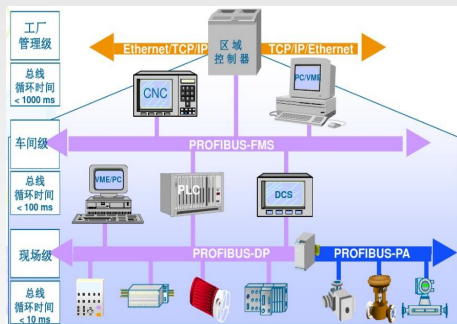 工厂
管理级
Ethernet/TCP/IP
区域
控制器
TCP/IP/Ethernet
总线
循环时间
< 1000 ms
CNC
PC/VME
车间级
PROFIBUS-FMS
总线
循环时间
< 100 ms
VME/PC
PLC
DCS
现场级
PROFIBUS-DP
PROFIBUS-PA
总线
循环时间
< 10 ms